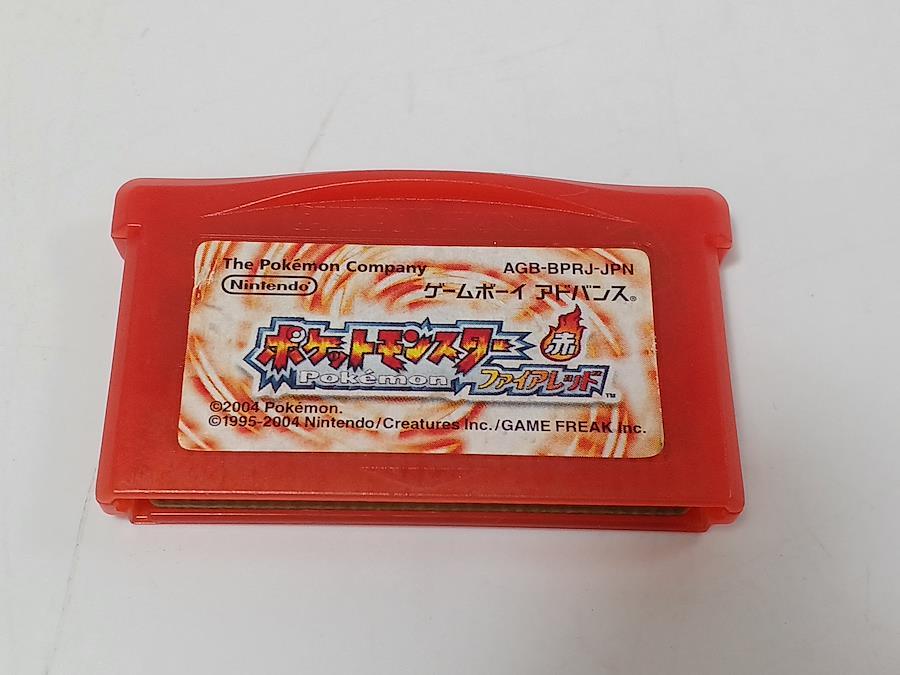 The Pokémon Company AGB-BPRJ-JPN
Nintendo® ゲームボーイ アドバンス®
ポケットモンスター 赤
Pokémon ファイアレッド™
©2004 Pokémon.
©1995-2004 Nintendo/Creatures Inc./GAME FREAK Inc.